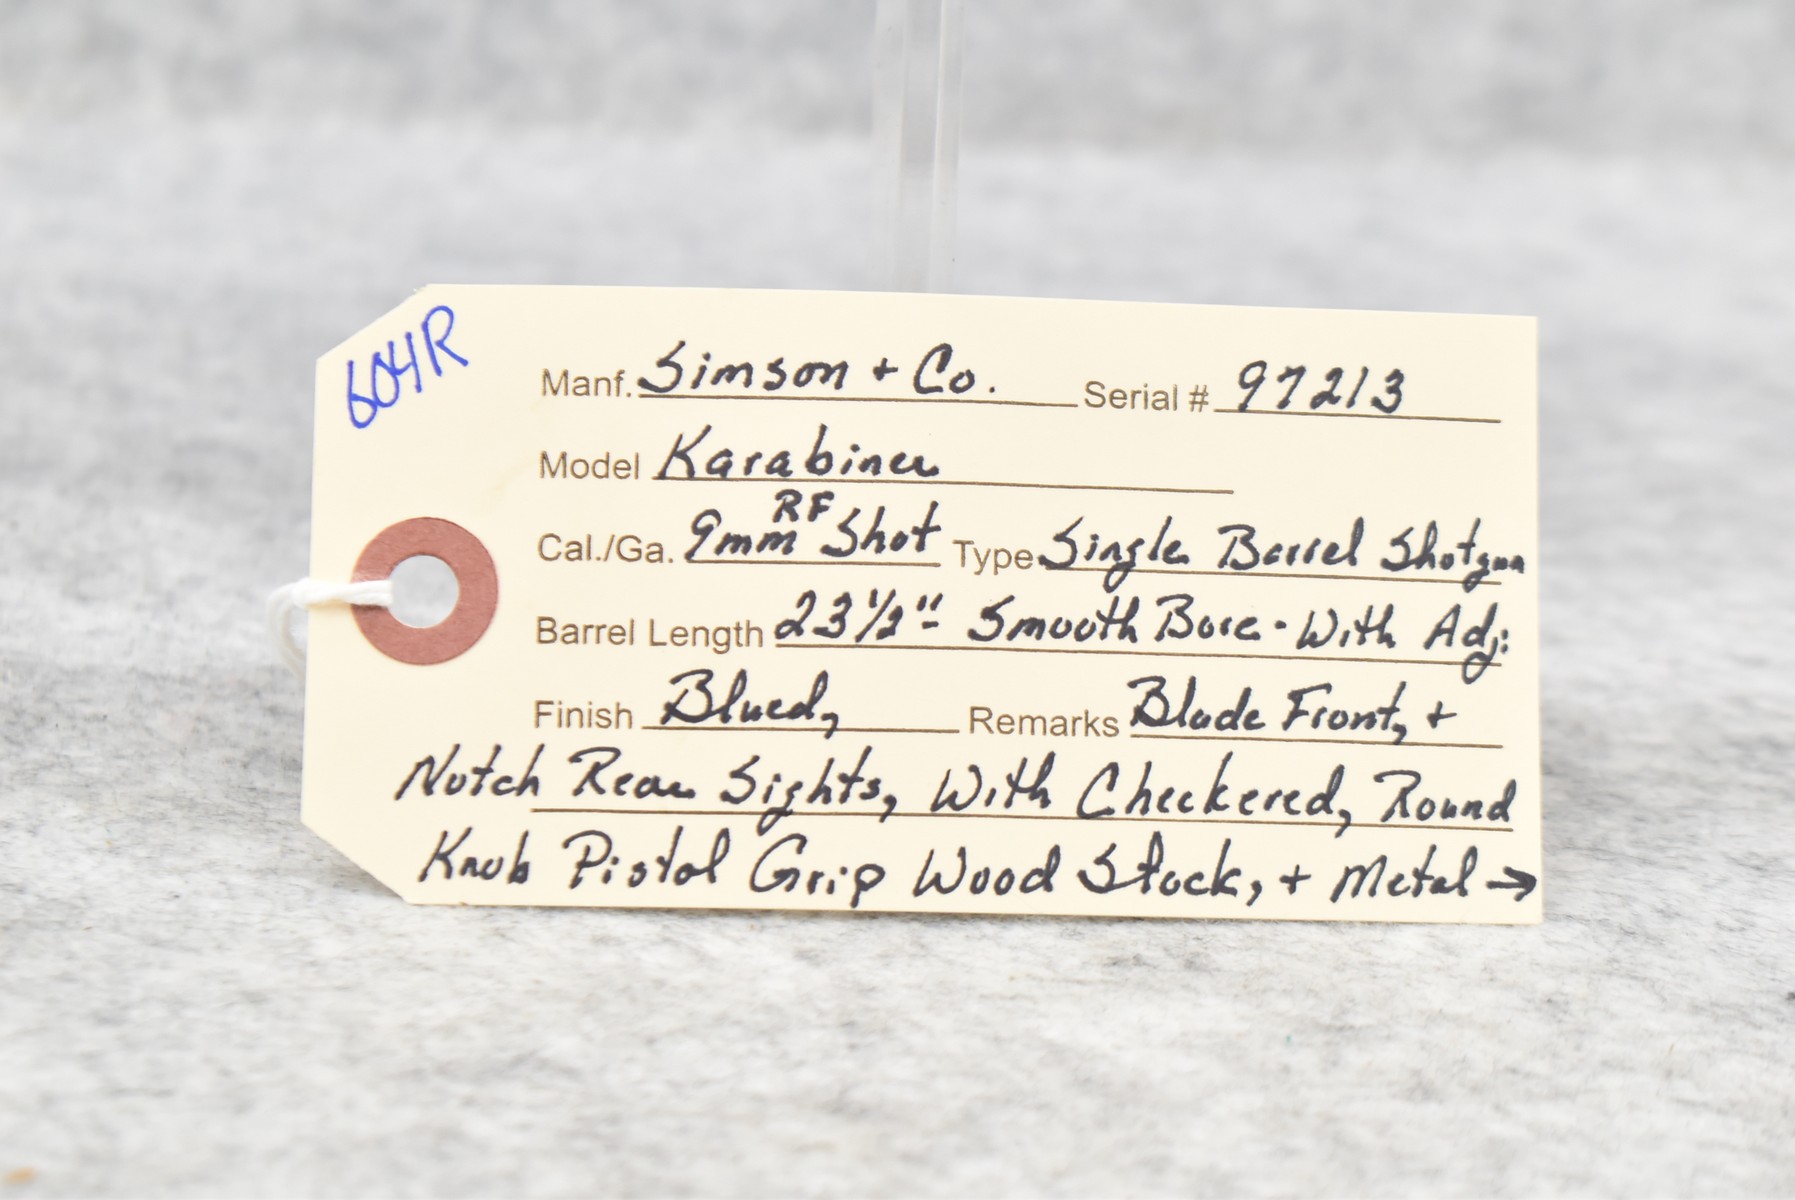 604R
Manf. Simson + Co. Serial # 97213
Model Karabiner
Cal./Ga. 9mm RF Shot Type Single Barrel Shotgun
Barrel Length 23 1/2" Smooth Bore - With Adj.
Finish Blued, Remarks Blade Front, +
Notch Rear Sights, With Checkered, Round
Knob Pistol Grip Wood Stock, + Metal →